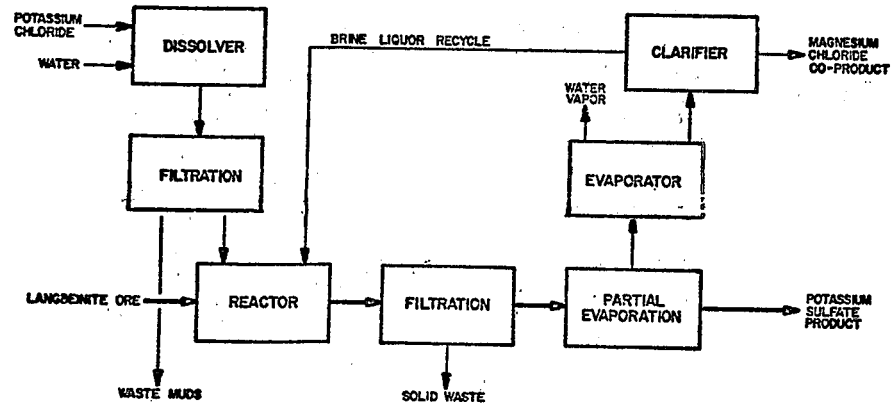 POTASSIUM
CHLORIDE
WATER
DISSOLVER
BRINE LIQUOR RECYCLE
CLARIFIER
MAGNESIUM
CHLORIDE
CO-PRODUCT
WATER
VAPOR
FILTRATION
EVAPORATOR
LANGBEINITE ORE
REACTOR
FILTRATION
PARTIAL
EVAPORATION
POTASSIUM
SULFATE
PRODUCT
WASTE MUDS
SOLID WASTE